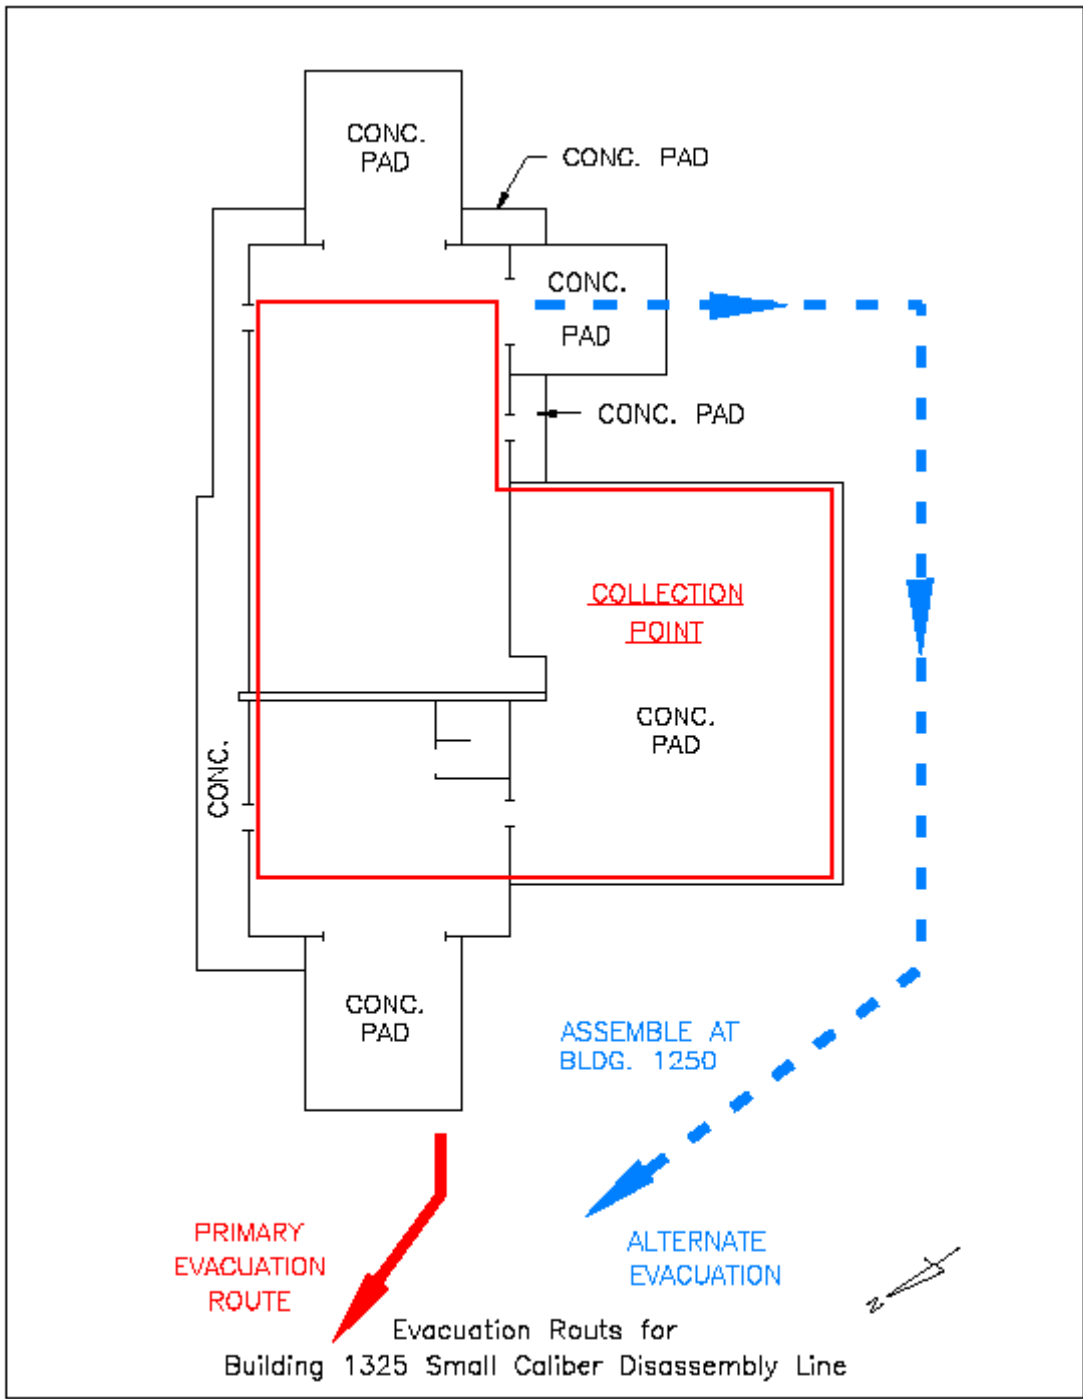 CONC.
PAD
CONC. PAD
CONC.
PAD
CONC. PAD
COLLECTION
POINT
CONC.
PAD
CONC.
CONC.
PAD
ASSEMBLE AT
BLDG. 1250
PRIMARY
EVACUATION
ROUTE
ALTERNATE
EVACUATION
N
Evacuation Routs for
Building 1325 Small Caliber Disassembly Line